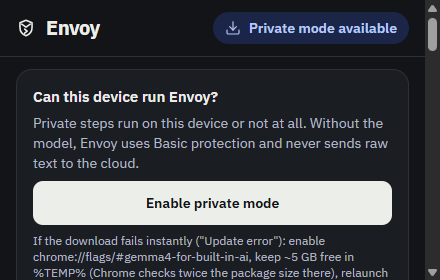 Envoy
Private mode available
Can this device run Envoy?
Private steps run on this device or not at all. Without the
model, Envoy uses Basic protection and never sends raw
text to the cloud.
Enable private mode
If the download fails instantly ("Update error"): enable
chrome://flags/#gemma4-for-built-in-ai, keep ~5 GB free in
%TEMP% (Chrome checks twice the package size there), relaunch